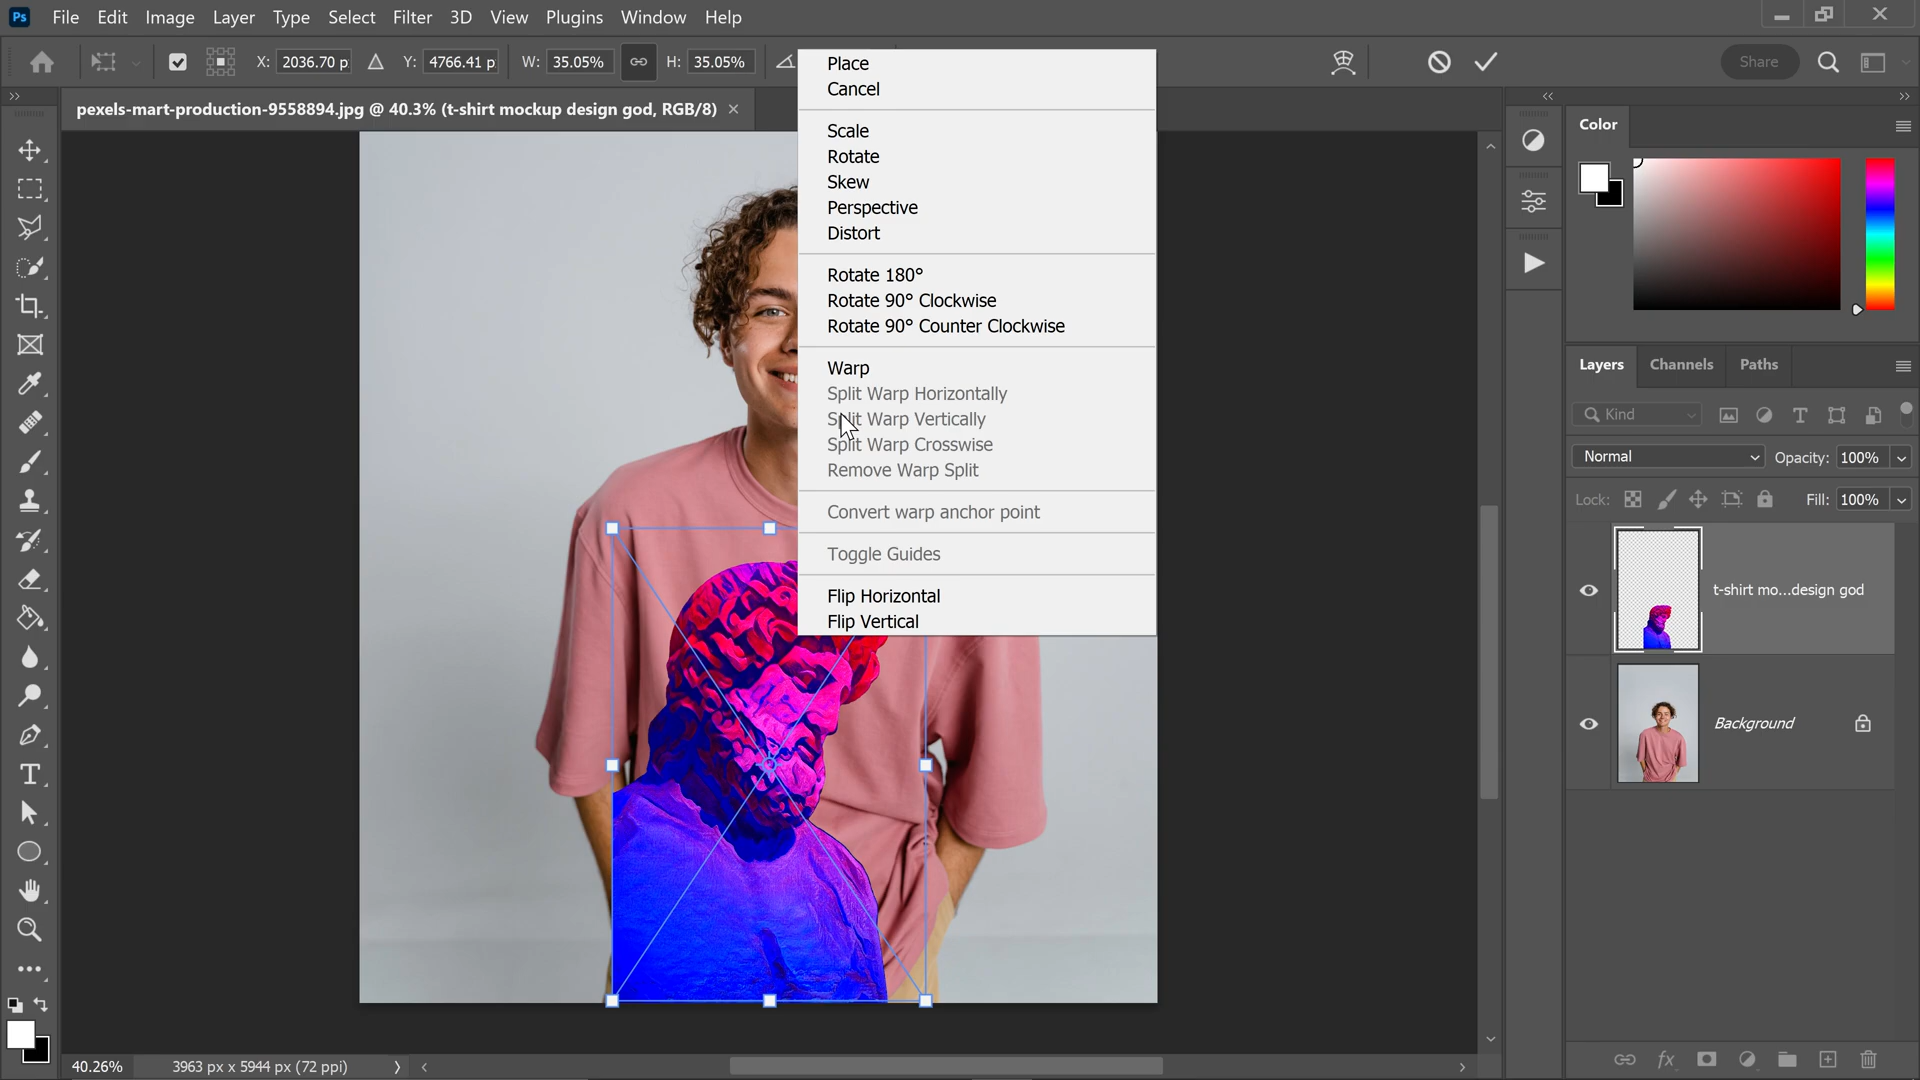 Ps File Edit Image Layer Type Select Filter 3D View Plugins Window Help
X: 2036.70 p Y: 4766.41 p W: 35.05% H: 35.05% Share
pexels-mart-production-9558894.jpg @ 40.3% (t-shirt mockup design god, RGB/8)
Place
Cancel
Scale
Rotate
Skew
Perspective
Distort
Rotate 180°
Rotate 90° Clockwise
Rotate 90° Counter Clockwise
Warp
Split Warp Horizontally
Split Warp Vertically
Split Warp Crosswise
Remove Warp Split
Convert warp anchor point
Toggle Guides
Flip Horizontal
Flip Vertical
Color
Layers Channels Paths
Kind
Normal Opacity: 100%
Lock: Fill: 100%
t-shirt mo...design god
Background
fx
40.26% 3963 px x 5944 px (72 ppi)